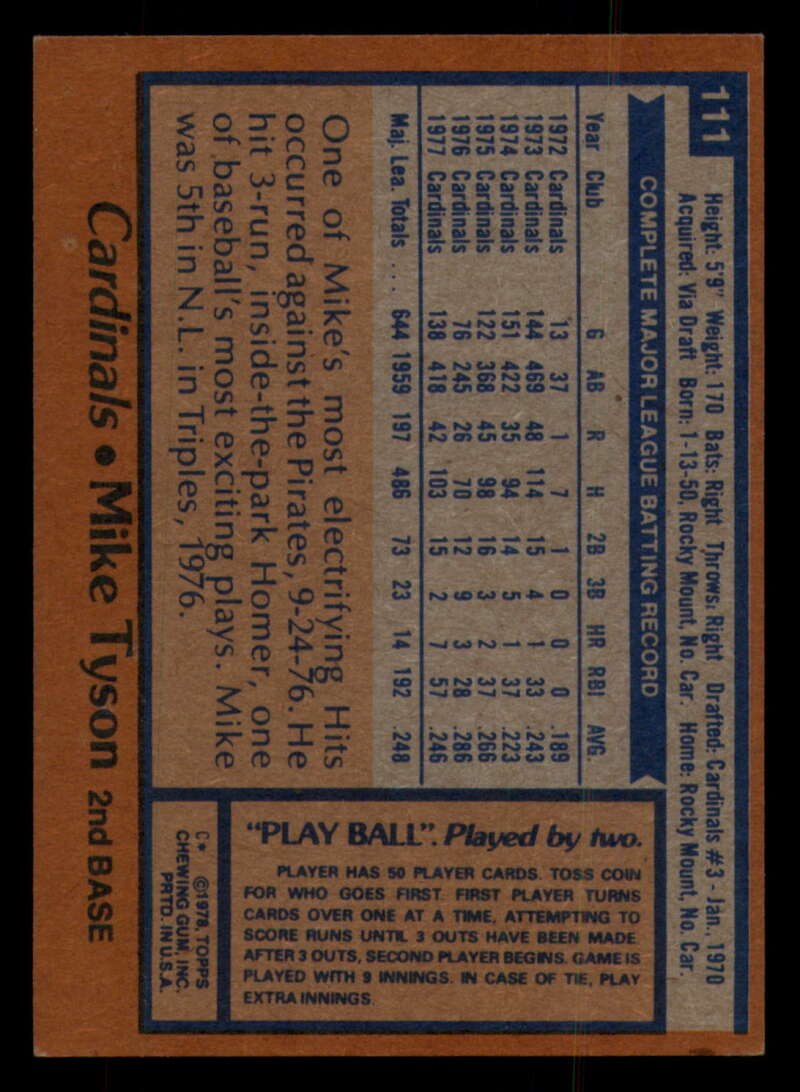 111
Height: 5'9" Weight: 170 Bats: Right Throws: Right Drafted: Cardinals #3 - Jan., 1970
Acquired: Via Draft Born: 1-13-50, Rocky Mount, No. Car. Home: Rocky Mount, No. Car.
COMPLETE MAJOR LEAGUE BATTING RECORD
Year Club G AB R H 2B 3B HR RBI AVG.
1972 Cardinals 13 37 1 7 1 0 0 0 .189
1973 Cardinals 144 469 48 114 15 4 1 33 .243
1974 Cardinals 151 422 35 94 14 5 1 37 .223
1975 Cardinals 122 368 45 98 16 3 2 37 .266
1976 Cardinals 76 245 26 70 12 9 3 28 .286
1977 Cardinals 138 418 42 103 15 2 7 57 .246
Maj. Lea. Totals ... 644 1959 197 486 73 23 14 192 .248
One of Mike's most electrifying Hits
occurred against the Pirates, 9-24-76. He
hit 3-run, inside-the-park Homer, one
of baseball's most exciting plays. Mike
was 5th in N.L. in Triples, 1976.
"PLAY BALL". Played by two.
PLAYER HAS 50 PLAYER CARDS. TOSS COIN
FOR WHO GOES FIRST. FIRST PLAYER TURNS
CARDS OVER ONE AT A TIME, ATTEMPTING TO
SCORE RUNS UNTIL 3 OUTS HAVE BEEN MADE.
AFTER 3 OUTS, SECOND PLAYER BEGINS. GAME IS
PLAYED WITH 9 INNINGS. IN CASE OF TIE, PLAY
EXTRA INNINGS.
C* ©1978, TOPPS
CHEWING GUM, INC.
PRTD. IN U.S.A.
Cardinals • Mike Tyson 2nd BASE